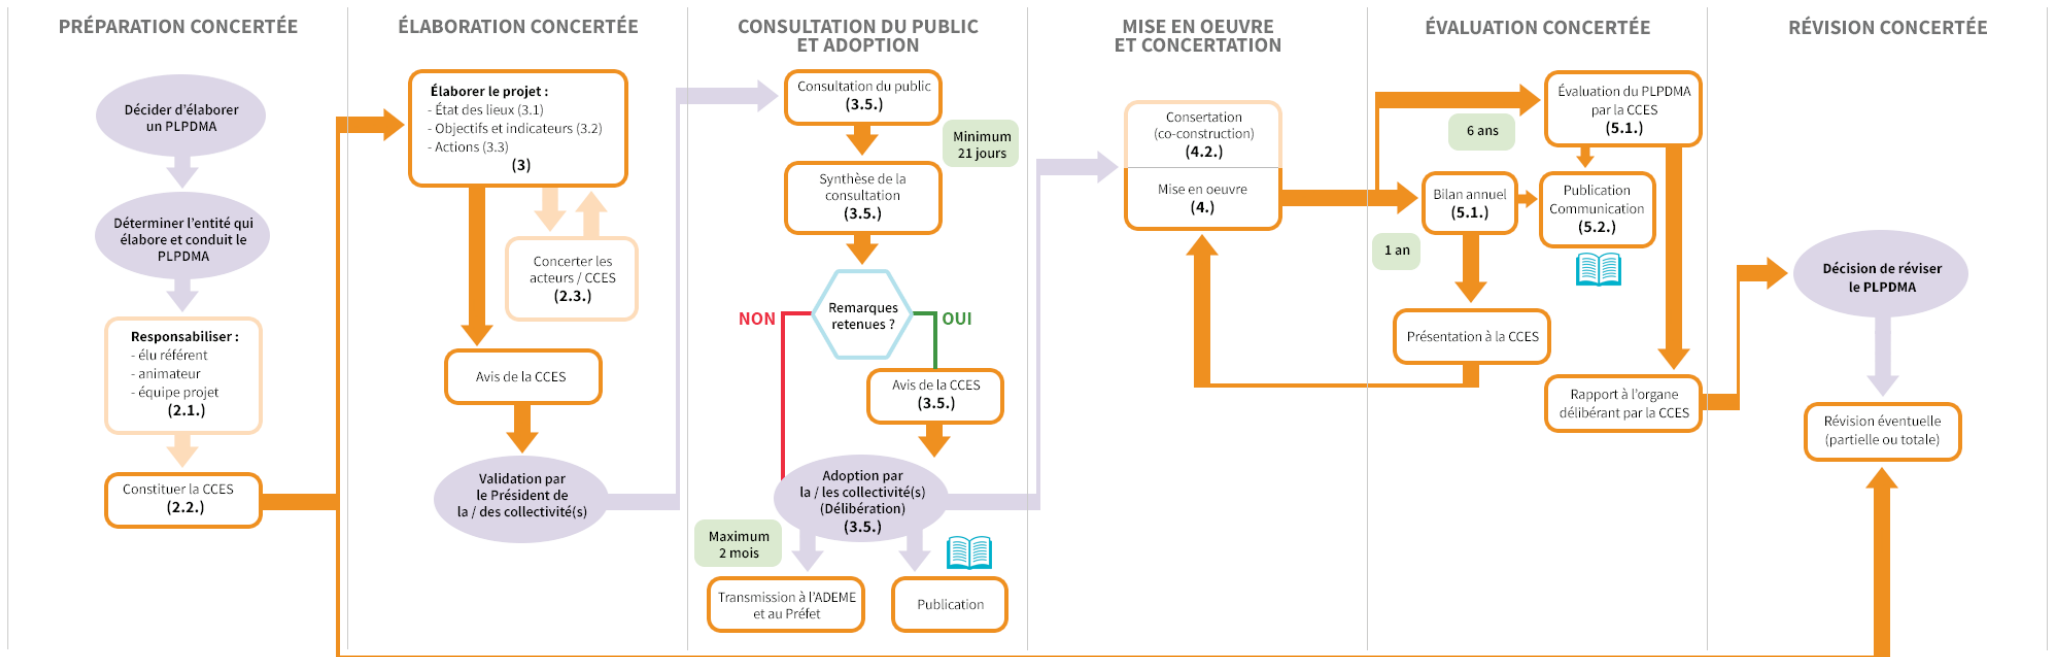 PRÉPARATION CONCERTÉE
Décider d'élaborer
un PLPDMA
Déterminer l'entité qui
élabore et conduit le
PLPDMA
Responsabiliser :
- élu référent
- animateur
- équipe projet
(2.1.)
Constituer la CCES
(2.2.)
ÉLABORATION CONCERTÉE
Élaborer le projet :
- État des lieux (3.1)
- Objectifs et indicateurs (3.2)
- Actions (3.3)
(3)
Concerter les
acteurs / CCES
(2.3.)
Avis de la CCES
Validation par
le Président de
la / des collectivité(s)
CONSULTATION DU PUBLIC
ET ADOPTION
Consultation du public
(3.5.)
Minimum
21 jours
Synthèse de la
consultation
(3.5.)
Remarques
retenues ?
NON
OUI
Avis de la CCES
(3.5.)
Adoption par
la / les collectivité(s)
(Délibération)
(3.5.)
Maximum
2 mois
Transmission à l'ADEME
et au Préfet
Publication
MISE EN OEUVRE
ET CONCERTATION
Consertation
(co-construction)
(4.2.)
Mise en oeuvre
(4.)
ÉVALUATION CONCERTÉE
Évaluation du PLPDMA
par la CCES
(5.1.)
6 ans
Bilan annuel
(5.1.)
Publication
Communication
(5.2.)
1 an
Présentation à la CCES
Rapport à l'organe
délibérant par la CCES
RÉVISION CONCERTÉE
Décision de réviser
le PLPDMA
Révision éventuelle
(partielle ou totale)